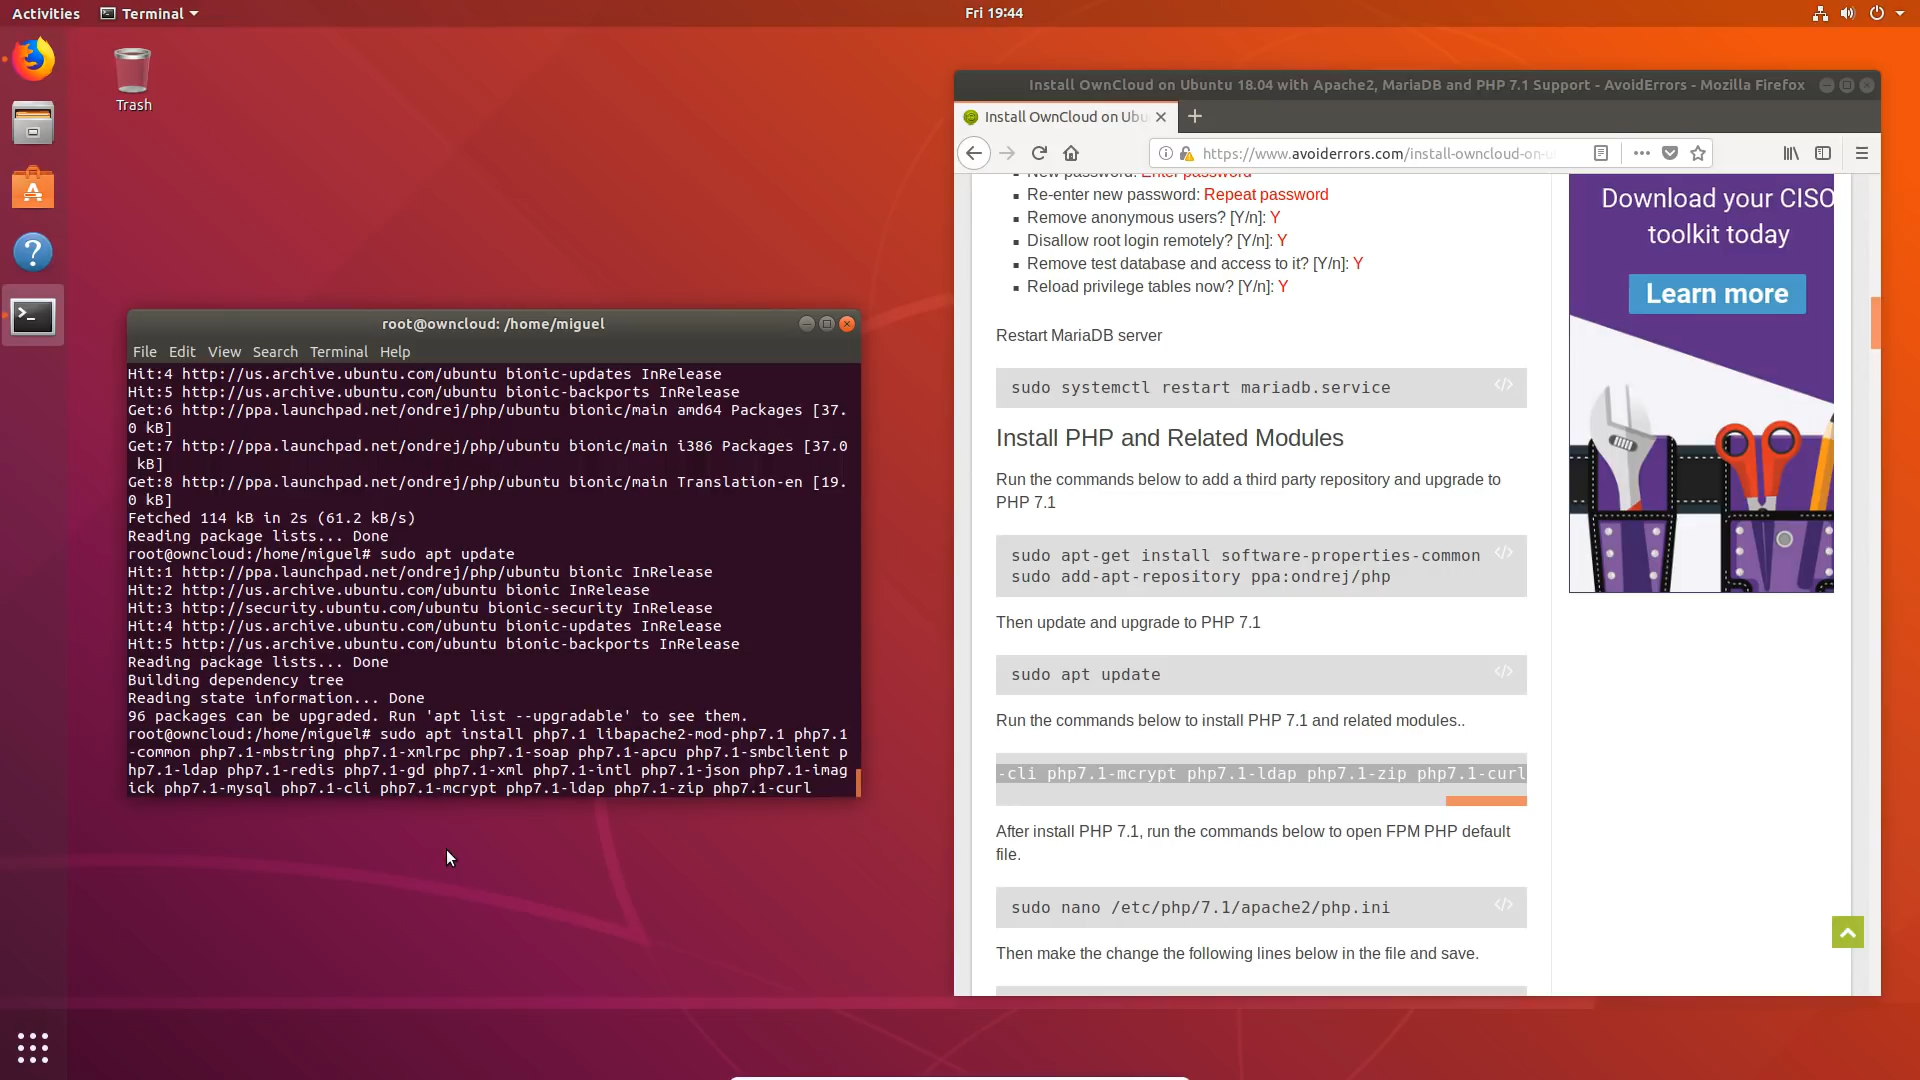 Activities
Terminal
Fri 19:44
Trash
root@owncloud: /home/miguel
File Edit View Search Terminal Help
Hit:4 http://us.archive.ubuntu.com/ubuntu bionic-updates InRelease
Hit:5 http://us.archive.ubuntu.com/ubuntu bionic-backports InRelease
Get:6 http://ppa.launchpad.net/ondrej/php/ubuntu bionic/main amd64 Packages [37.
0 kB]
Get:7 http://ppa.launchpad.net/ondrej/php/ubuntu bionic/main i386 Packages [37.0
kB]
Get:8 http://ppa.launchpad.net/ondrej/php/ubuntu bionic/main Translation-en [19.
0 kB]
Fetched 114 kB in 2s (61.2 kB/s)
Reading package lists... Done
root@owncloud:/home/miguel# sudo apt update
Hit:1 http://ppa.launchpad.net/ondrej/php/ubuntu bionic InRelease
Hit:2 http://us.archive.ubuntu.com/ubuntu bionic InRelease
Hit:3 http://security.ubuntu.com/ubuntu bionic-security InRelease
Hit:4 http://us.archive.ubuntu.com/ubuntu bionic-updates InRelease
Hit:5 http://us.archive.ubuntu.com/ubuntu bionic-backports InRelease
Reading package lists... Done
Building dependency tree
Reading state information... Done
96 packages can be upgraded. Run 'apt list --upgradable' to see them.
root@owncloud:/home/miguel# sudo apt install php7.1 libapache2-mod-php7.1 php7.1
-common php7.1-mbstring php7.1-xmlrpc php7.1-soap php7.1-apcu php7.1-smbclient p
hp7.1-ldap php7.1-redis php7.1-gd php7.1-xml php7.1-intl php7.1-json php7.1-imag
ick php7.1-mysql php7.1-cli php7.1-mcrypt php7.1-ldap php7.1-zip php7.1-curl
Install OwnCloud on Ubuntu 18.04 with Apache2, MariaDB and PHP 7.1 Support - AvoidErrors - Mozilla Firefox
Install OwnCloud on Ubu
https://www.avoiderrors.com/install-owncloud-on-u
New password: Enter password
Re-enter new password: Repeat password
Remove anonymous users? [Y/n]: Y
Disallow root login remotely? [Y/n]: Y
Remove test database and access to it? [Y/n]: Y
Reload privilege tables now? [Y/n]: Y
Restart MariaDB server
sudo systemctl restart mariadb.service
Install PHP and Related Modules
Run the commands below to add a third party repository and upgrade to
PHP 7.1
sudo apt-get install software-properties-common
sudo add-apt-repository ppa:ondrej/php
Then update and upgrade to PHP 7.1
sudo apt update
Run the commands below to install PHP 7.1 and related modules..
-cli php7.1-mcrypt php7.1-ldap php7.1-zip php7.1-curl
After install PHP 7.1, run the commands below to open FPM PHP default
file.
sudo nano /etc/php/7.1/apache2/php.ini
Then make the change the following lines below in the file and save.
Download your CISO
toolkit today
Learn more